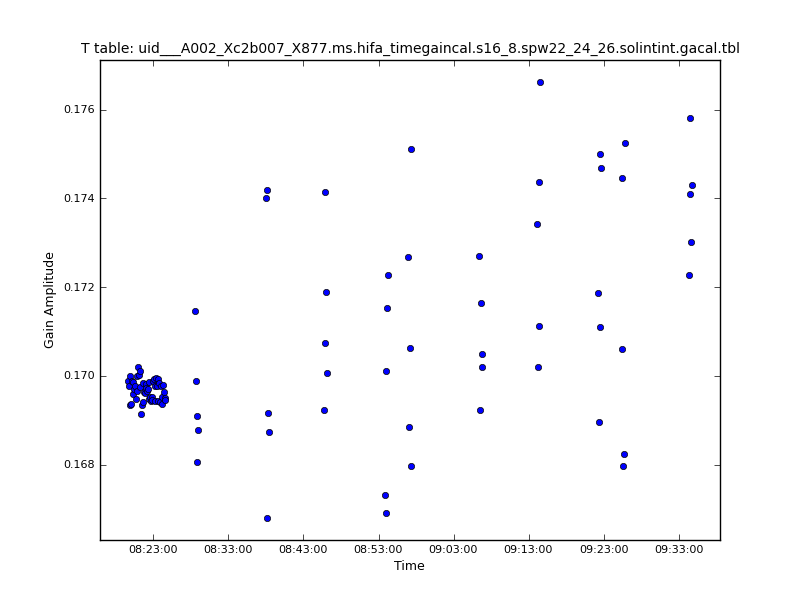 T table: uid___A002_Xc2b007_X877.ms.hifa_timegaincal.s16_8.spw22_24_26.solintint.gacal.tbl
0.176
0.174
0.172
0.170
0.168
Gain Amplitude
08:23:00 08:33:00 08:43:00 08:53:00 09:03:00 09:13:00 09:23:00 09:33:00
Time